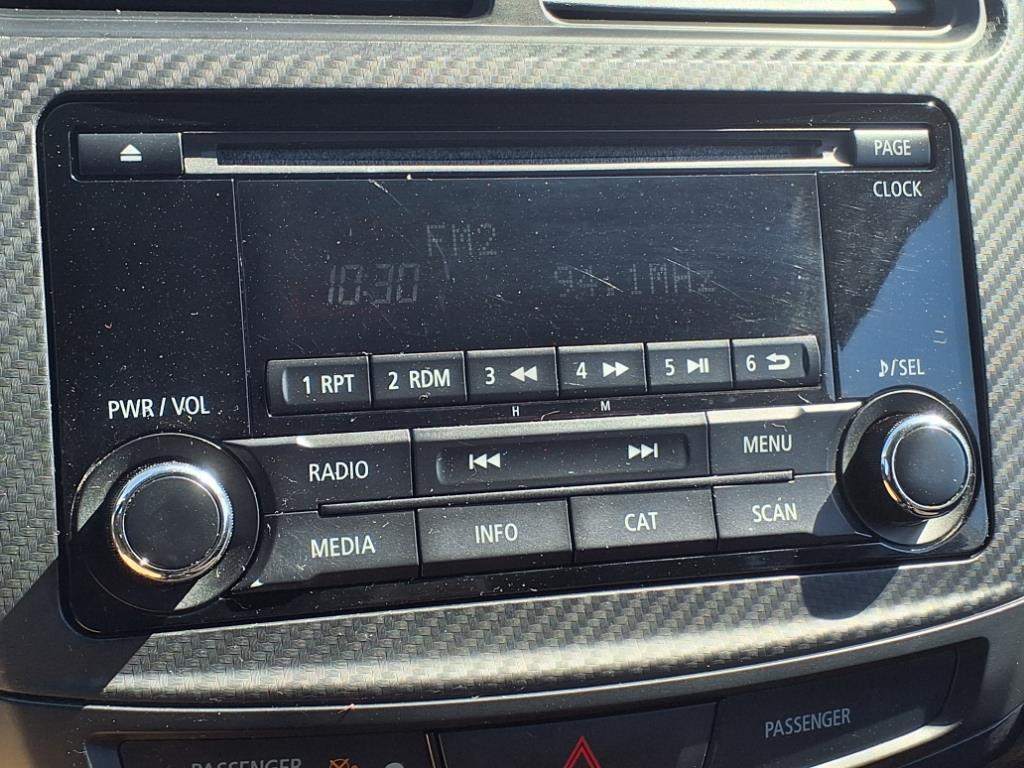 PAGE
CLOCK
FM2
10:30 94.1MHz
1 RPT 2 RDM 3 4 5 6
H M
PWR / VOL
♪/SEL
RADIO MENU
MEDIA INFO CAT SCAN
PASSENGER
PASSENGER